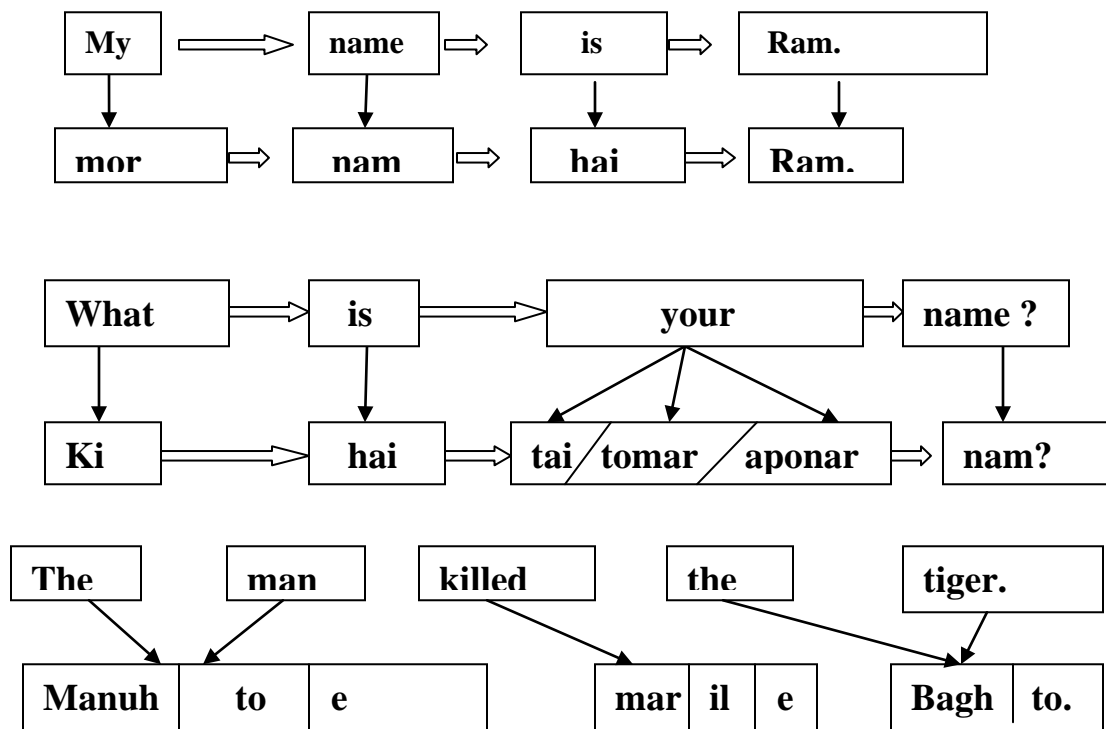 My name is Ram.
mor nam hai Ram.
What is your name ?
Ki hai tai tomar aponar nam?
The man killed the tiger.
Manuh to e mar il e Bagh to.